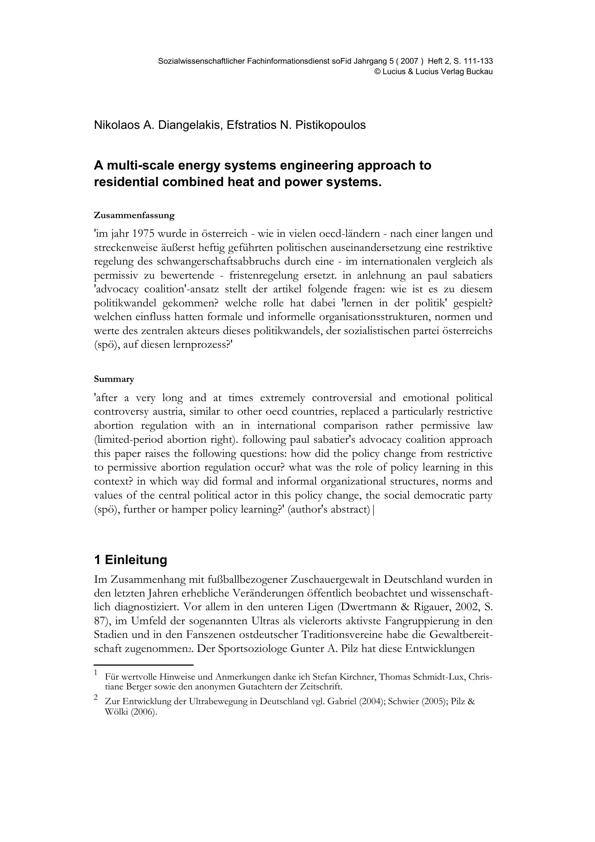 Sozialwissenschaftlicher Fachinformationsdienst soFid Jahrgang 5 ( 2007 ) Heft 2, S. 111-133
© Lucius & Lucius Verlag Buckau
Nikolaos A. Diangelakis, Efstratios N. Pistikopoulos
A multi-scale energy systems engineering approach to
residential combined heat and power systems.
Zusammenfassung
'im jahr 1975 wurde in österreich - wie in vielen oecd-ländern - nach einer langen und
streckenweise äußerst heftig geführten politischen auseinandersetzung eine restriktive
regelung des schwangerschaftsabbruchs durch eine - im internationalen vergleich als
permissiv zu bewertende - fristenregelung ersetzt. in anlehnung an paul sabatiers
'advocacy coalition'-ansatz stellt der artikel folgende fragen: wie ist es zu diesem
politikwandel gekommen? welche rolle hat dabei 'lernen in der politik' gespielt?
welchen einfluss hatten formale und informelle organisationsstrukturen, normen und
werte des zentralen akteurs dieses politikwandels, der sozialistischen partei österreichs
(spö), auf diesen lernprozess?'
Summary
'after a very long and at times extremely controversial and emotional political
controversy austria, similar to other oecd countries, replaced a particularly restrictive
abortion regulation with an in international comparison rather permissive law
(limited-period abortion right). following paul sabatier's advocacy coalition approach
this paper raises the following questions: how did the policy change from restrictive
to permissive abortion regulation occur? what was the role of policy learning in this
context? in which way did formal and informal organizational structures, norms and
values of the central political actor in this policy change, the social democratic party
(spö), further or hamper policy learning?' (author's abstract)|
1 Einleitung
Im Zusammenhang mit fußballbezogener Zuschauergewalt in Deutschland wurden in
den letzten Jahren erhebliche Veränderungen öffentlich beobachtet und wissenschaft-
lich diagnostiziert. Vor allem in den unteren Ligen (Dwertmann & Rigauer, 2002, S.
87), im Umfeld der sogenannten Ultras als vielerorts aktivste Fangruppierung in den
Stadien und in den Fanszenen ostdeutscher Traditionsvereine habe die Gewaltbereit-
schaft zugenommen2. Der Sportsoziologe Gunter A. Pilz hat diese Entwicklungen
1 Für wertvolle Hinweise und Anmerkungen danke ich Stefan Kirchner, Thomas Schmidt-Lux, Chris-
tiane Berger sowie den anonymen Gutachtern der Zeitschrift.
2 Zur Entwicklung der Ultrabewegung in Deutschland vgl. Gabriel (2004); Schwier (2005); Pilz &
Wölki (2006).